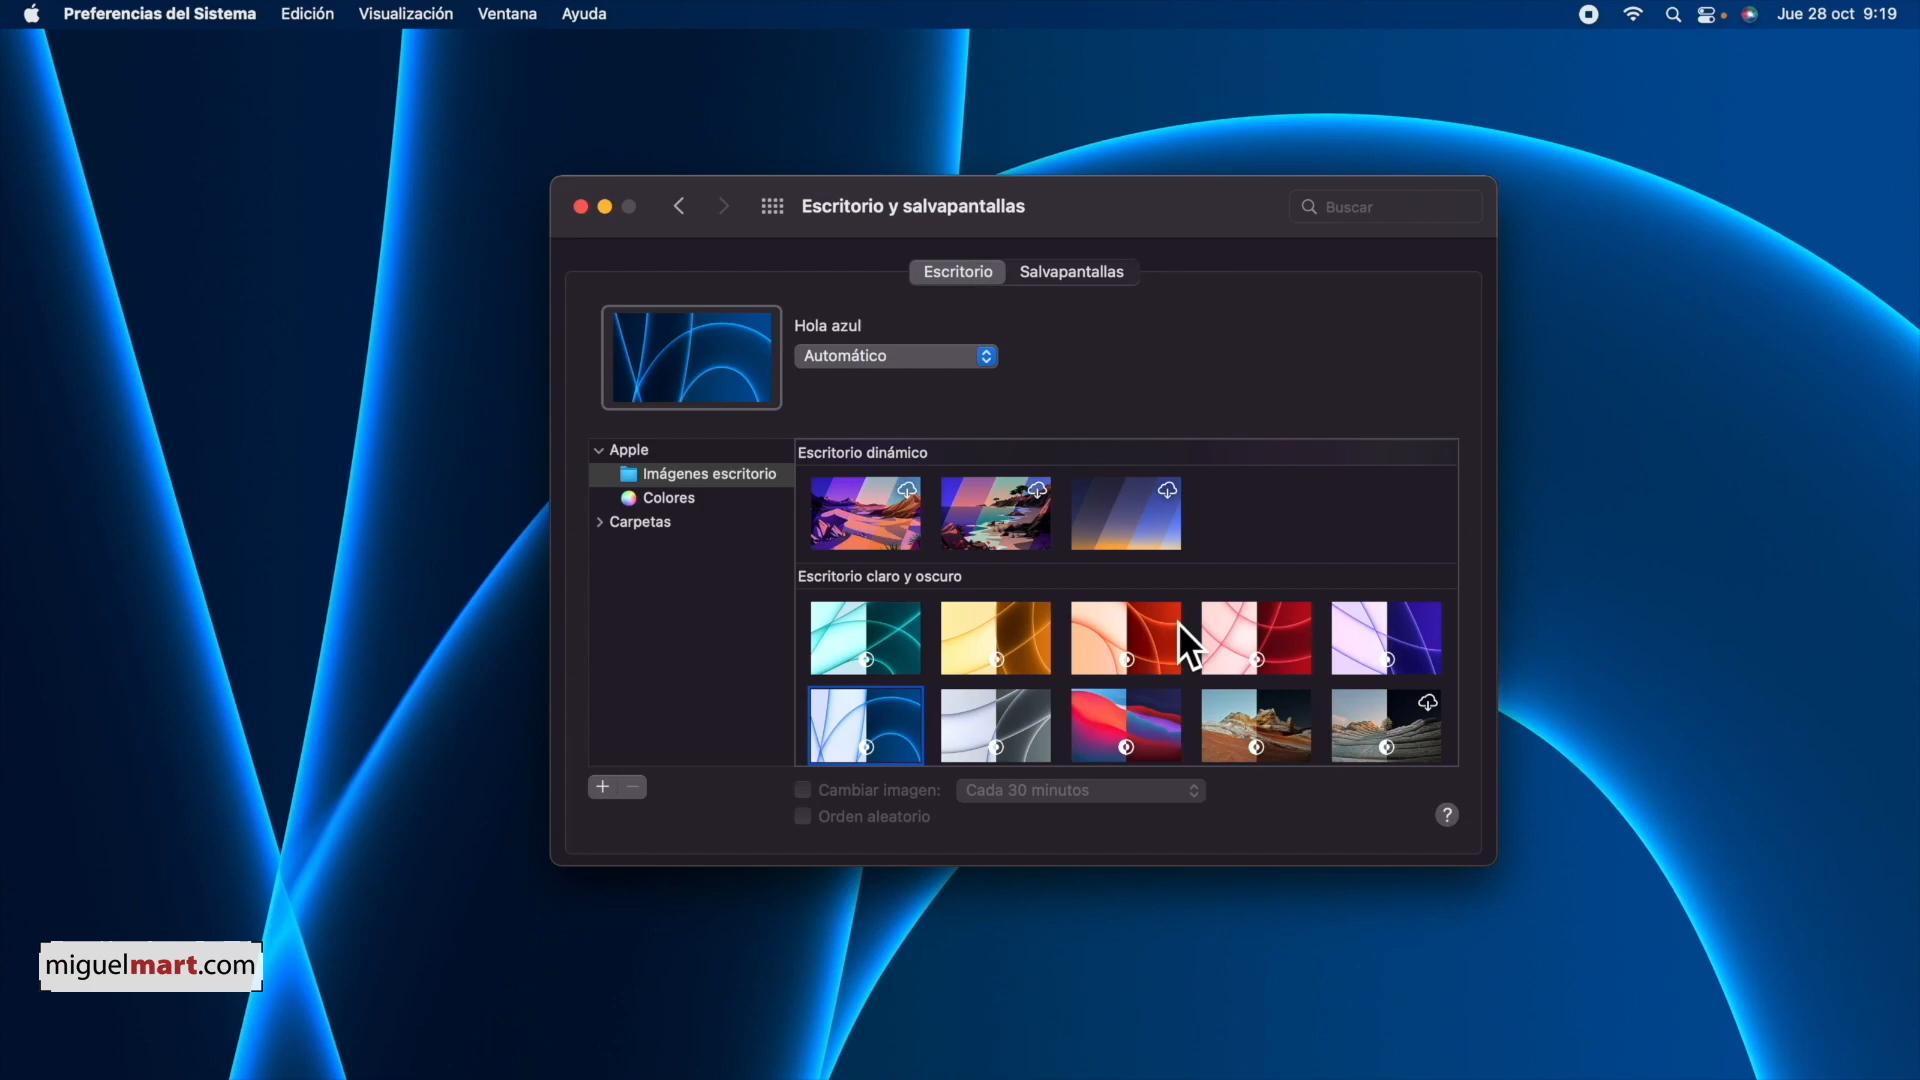 Preferencias del Sistema Edición Visualización Ventana Ayuda Jue 28 oct 9:19
Escritorio y salvapantallas
Buscar
Escritorio Salvapantallas
Hola azul
Automático
Apple
Imágenes escritorio
Colores
Carpetas
Escritorio dinámico
Escritorio claro y oscuro
+ −
Cambiar imagen: Cada 30 minutos
Orden aleatorio
?
miguelmart.com